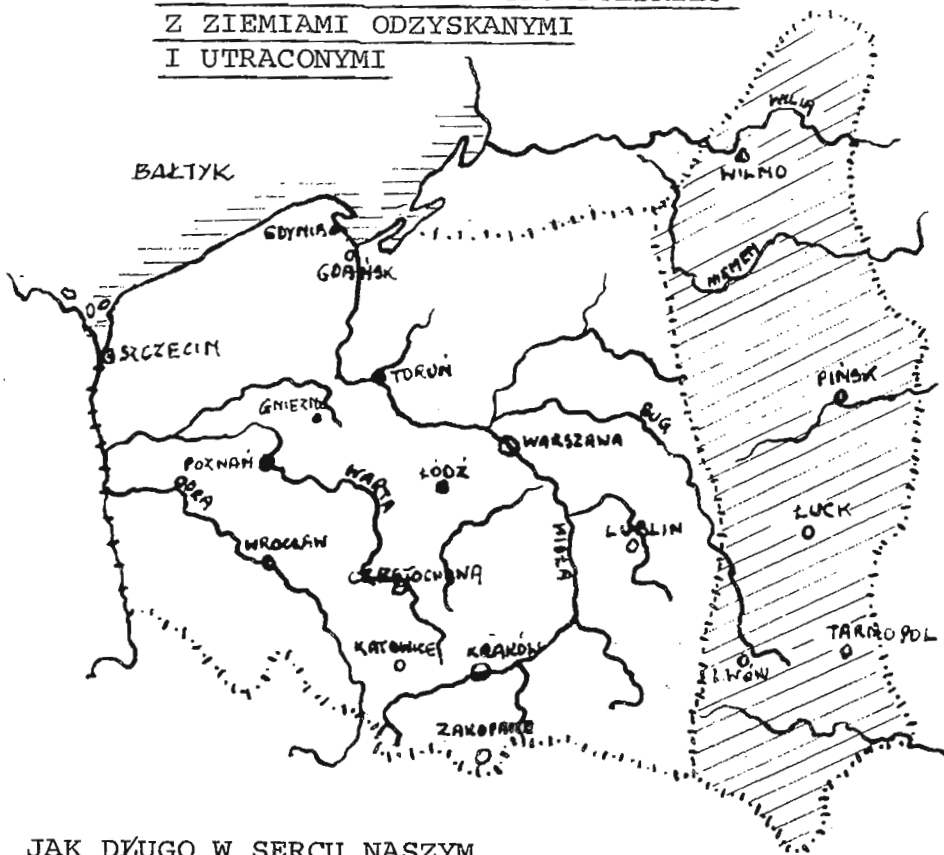 Z ZIEMIAMI ODZYSKANYMI
I UTRACONYMI
WILIA
WILNO
BAŁTYK
GDYNIA
GDAŃSK
NIEMEN
SZCZECIN
TORUŃ
PIŃSK
GNIEZNO
BUG
WARSZAWA
POZNAŃ
WARTA
ŁÓDŹ
ODRA
ŁUCK
WROCŁAW
WISŁA
LUBLIN
CZĘSTOCHOWA
TARNOPOL
KATOWICE
KRAKÓW
LWÓW
ZAKOPANE
JAK DŁUGO W SERCU NASZYM